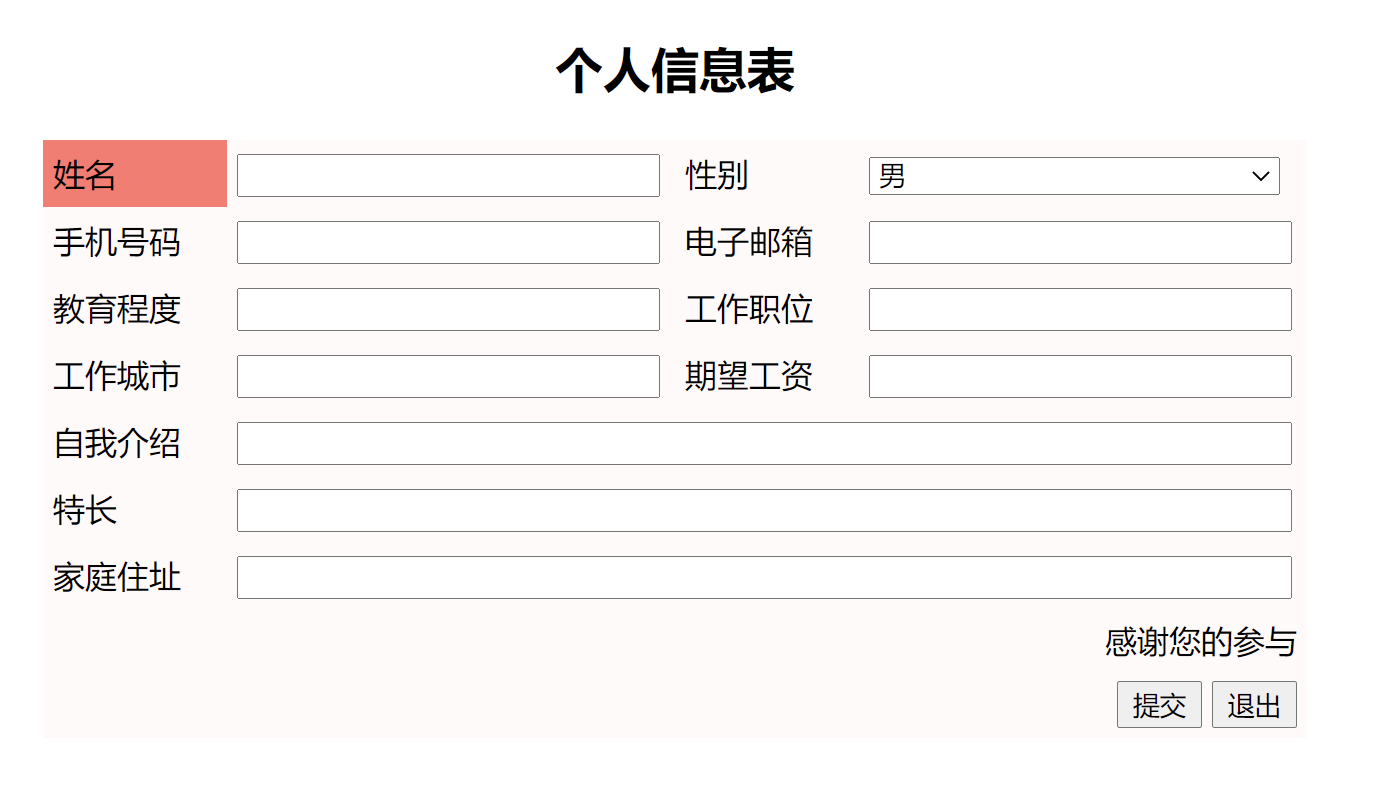 个人信息表
姓名 性别 男
手机号码 电子邮箱
教育程度 工作职位
工作城市 期望工资
自我介绍
特长
家庭住址
感谢您的参与
提交 退出